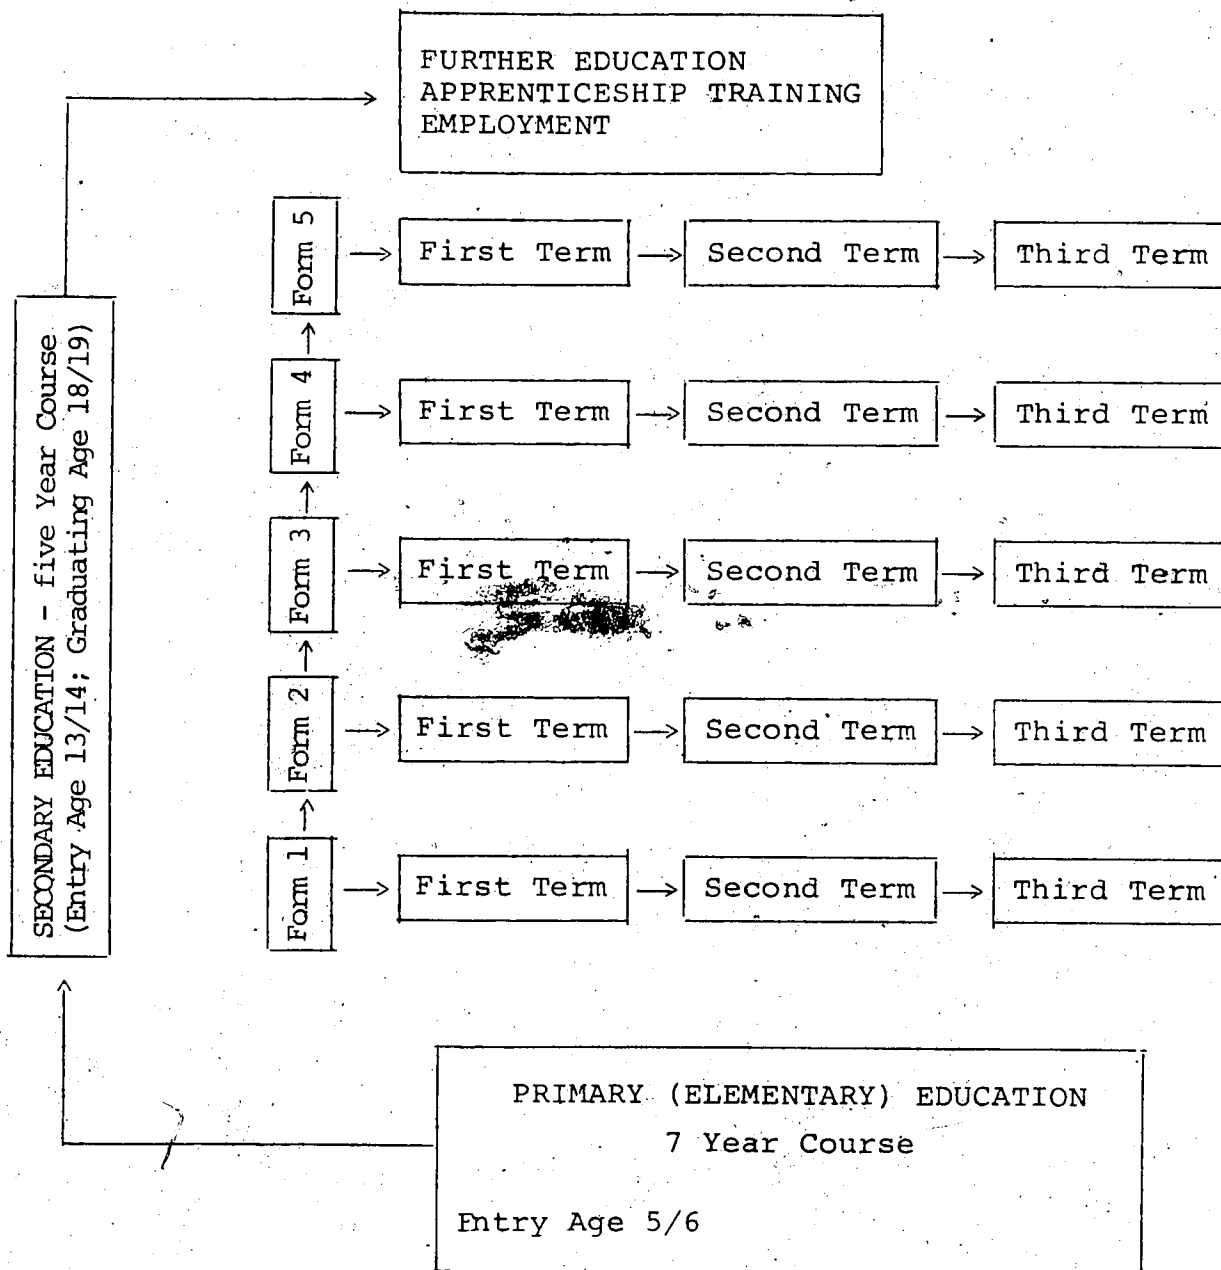 FURTHER EDUCATION
APPRENTICESHIP TRAINING
EMPLOYMENT
SECONDARY EDUCATION - five Year Course
(Entry Age 13/14; Graduating Age 18/19)
Form 5
First Term
Second Term
Third Term
Form 4
First Term
Second Term
Third Term
Form 3
First Term
Second Term
Third Term
Form 2
First Term
Second Term
Third Term
Form 1
First Term
Second Term
Third Term
PRIMARY (ELEMENTARY) EDUCATION
7 Year Course
Entry Age 5/6